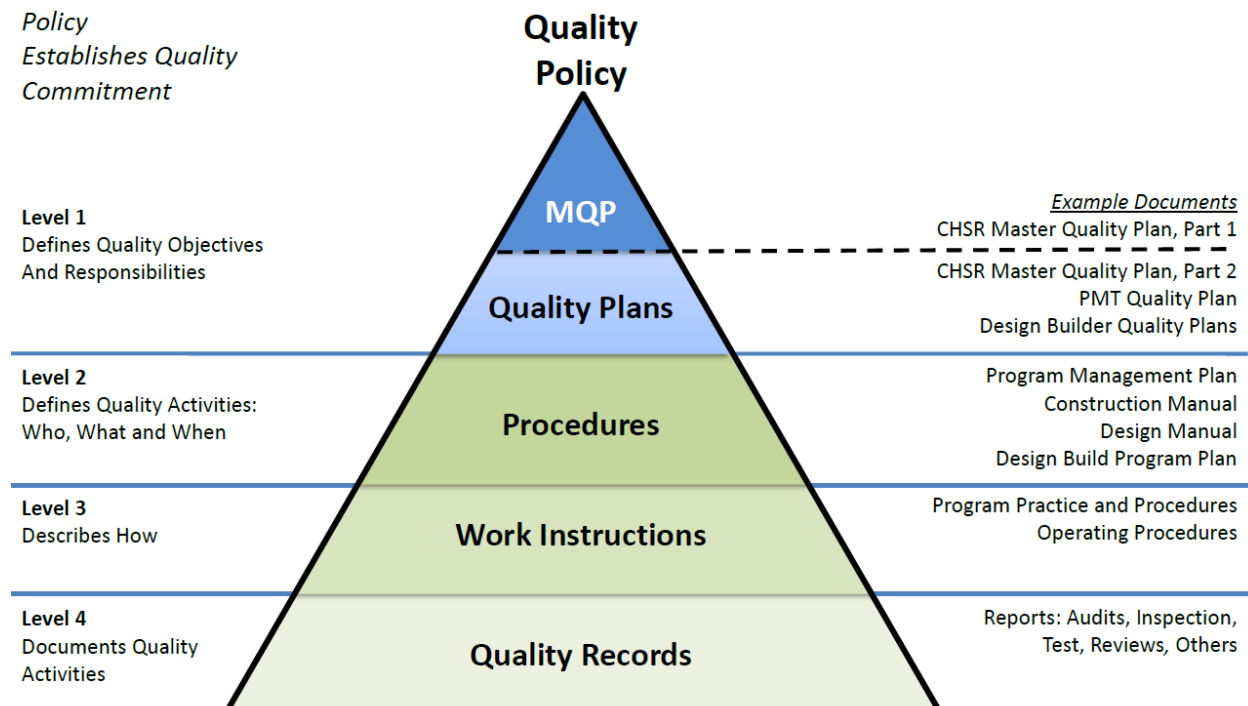 Policy
Establishes Quality
Commitment
Quality
Policy
Level 1
Defines Quality Objectives
And Responsibilities
MQP
Quality Plans
Example Documents
CHSR Master Quality Plan, Part 1
CHSR Master Quality Plan, Part 2
PMT Quality Plan
Design Builder Quality Plans
Level 2
Defines Quality Activities:
Who, What and When
Procedures
Program Management Plan
Construction Manual
Design Manual
Design Build Program Plan
Level 3
Describes How
Work Instructions
Program Practice and Procedures
Operating Procedures
Level 4
Documents Quality
Activities
Quality Records
Reports: Audits, Inspection,
Test, Reviews, Others